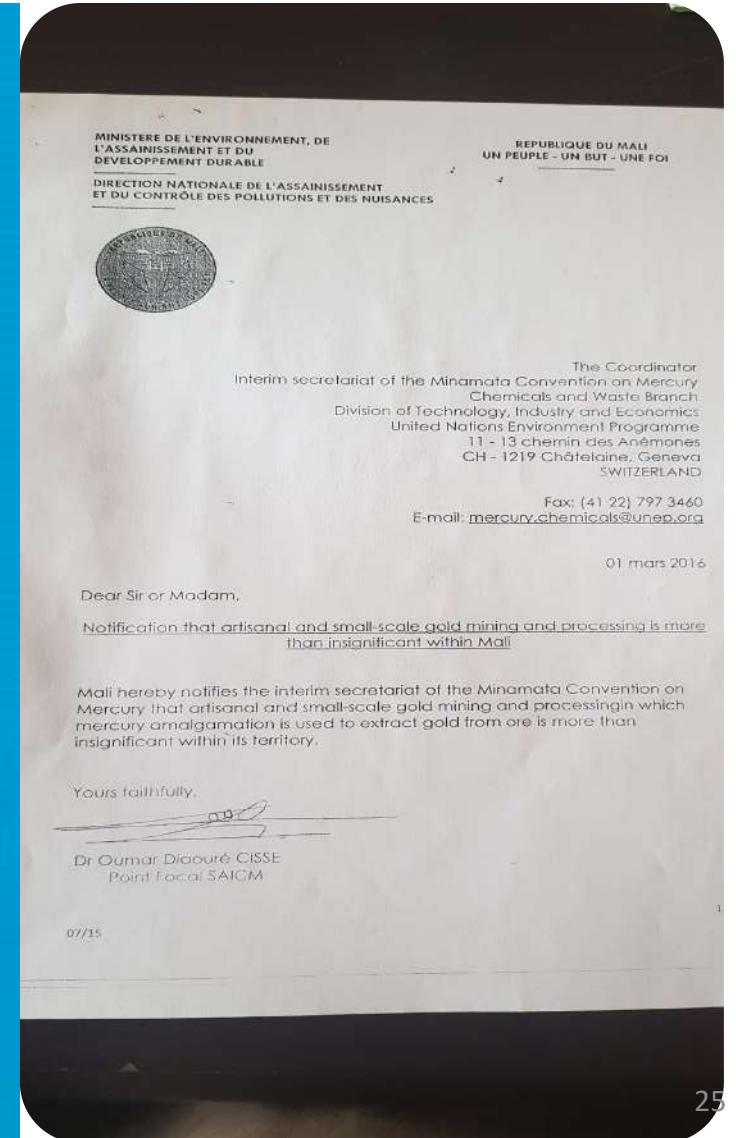 MINISTERE DE L'ENVIRONNEMENT, DE
L'ASSAINISSEMENT ET DU
DEVELOPPEMENT DURABLE
REPUBLIQUE DU MALI
UN PEUPLE - UN BUT - UNE FOI
DIRECTION NATIONALE DE L'ASSAINISSEMENT
ET DU CONTRÔLE DES POLLUTIONS ET DES NUISANCES
REPUBLIQUE DU MALI
The Coordinator
Interim secretariat of the Minamata Convention on Mercury
Chemicals and Waste Branch
Division of Technology, Industry and Economics
United Nations Environment Programme
11 - 13 chemin des Anémones
CH - 1219 Châtelaine, Geneva
SWITZERLAND
Fax: (41 22) 797 3460
E-mail: mercury.chemicals@unep.org
01 mars 2016
Dear Sir or Madam,
Notification that artisanal and small-scale gold mining and processing is more
than insignificant within Mali
Mali hereby notifies the interim secretariat of the Minamata Convention on
Mercury that artisanal and small-scale gold mining and processingin which
mercury amalgamation is used to extract gold from ore is more than
insignificant within its territory.
Yours faithfully,
Dr Oumar Diaouré CISSE
Point Focal SAICM
1
07/15
25